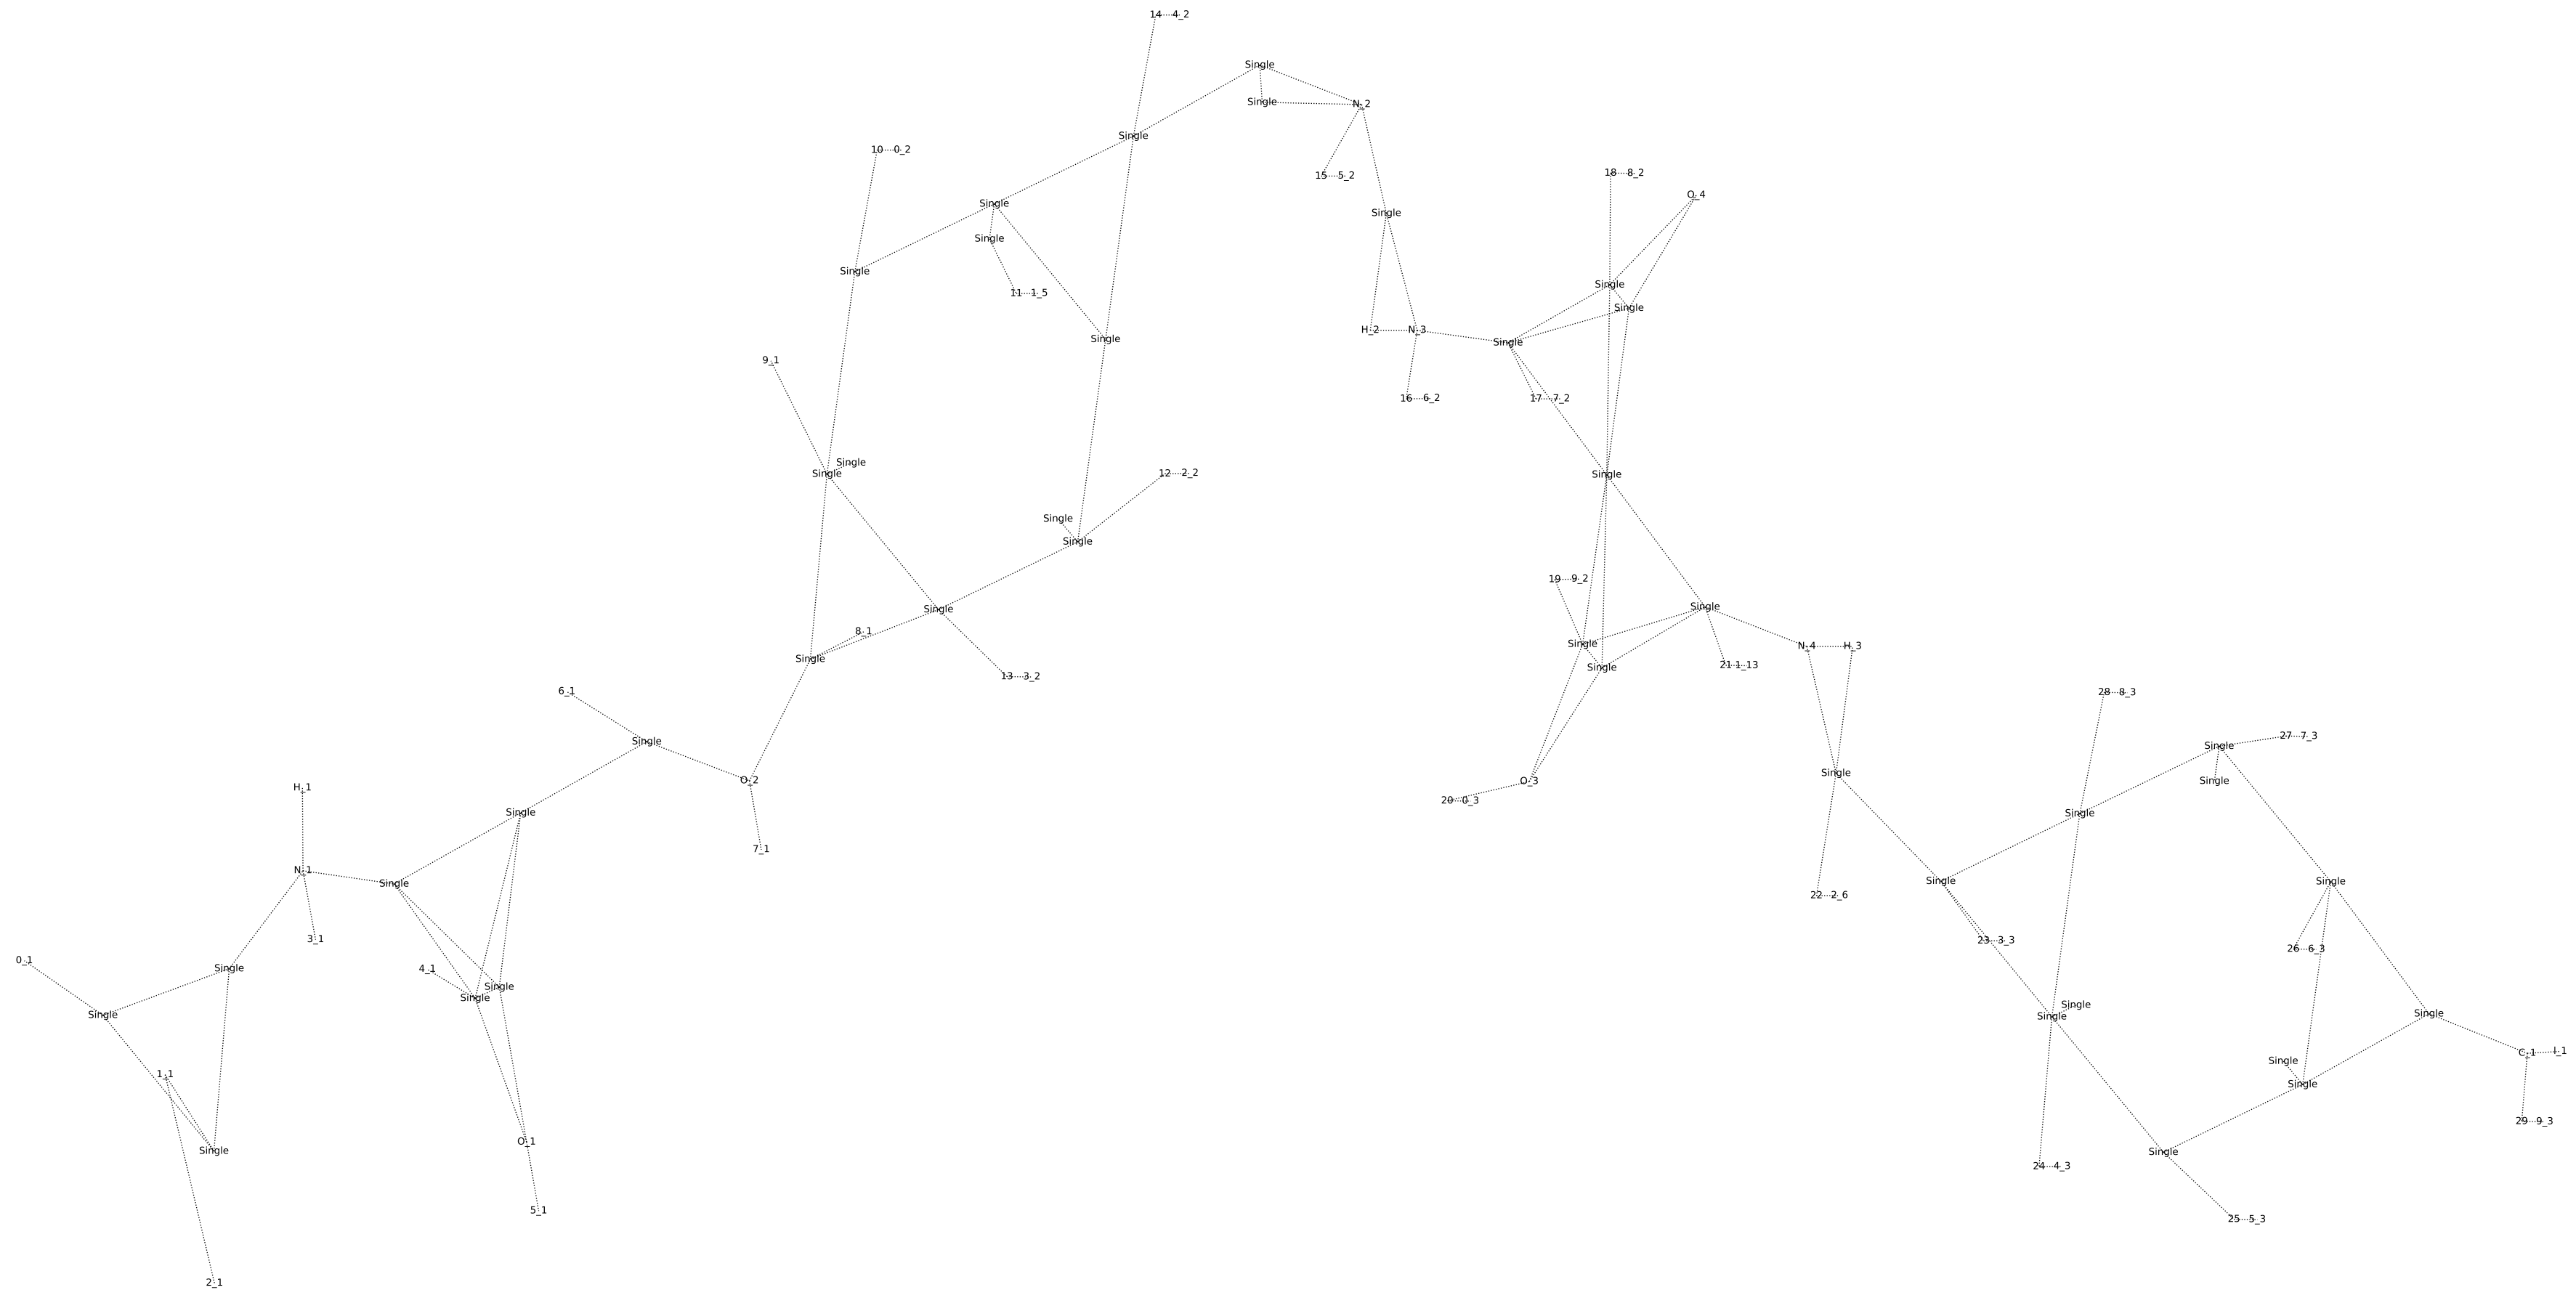 14 4_2
Single
Single
N_2
Single
10 0_2
18 8_2
15 5_2
O_4
Single
Single
Single
Single
Single
11 1_5
Single
H_2 N_3
Single
Single
9_1
16 6_2
17 7_2
Single
Single
12 2_2
Single
Single
Single
19 9_2
Single
Single
8_1
Single
N_4 H_3
Single
Single
13 3_2
21 1_13
6_1
28 8_3
27 7_3
Single
Single
Single
O_2
O_3
Single
H_1
20 0_3
Single
Single
7_1
N_1
Single
Single
Single
22 2_6
3_1
23 3_3
26 6_3
0_1
Single
4_1
Single
Single
Single
Single
Single
Single
C_1 I_1
Single
1_1
Single
29 9_3
O_1
Single
Single
24 4_3
5_1
25 5_3
2_1